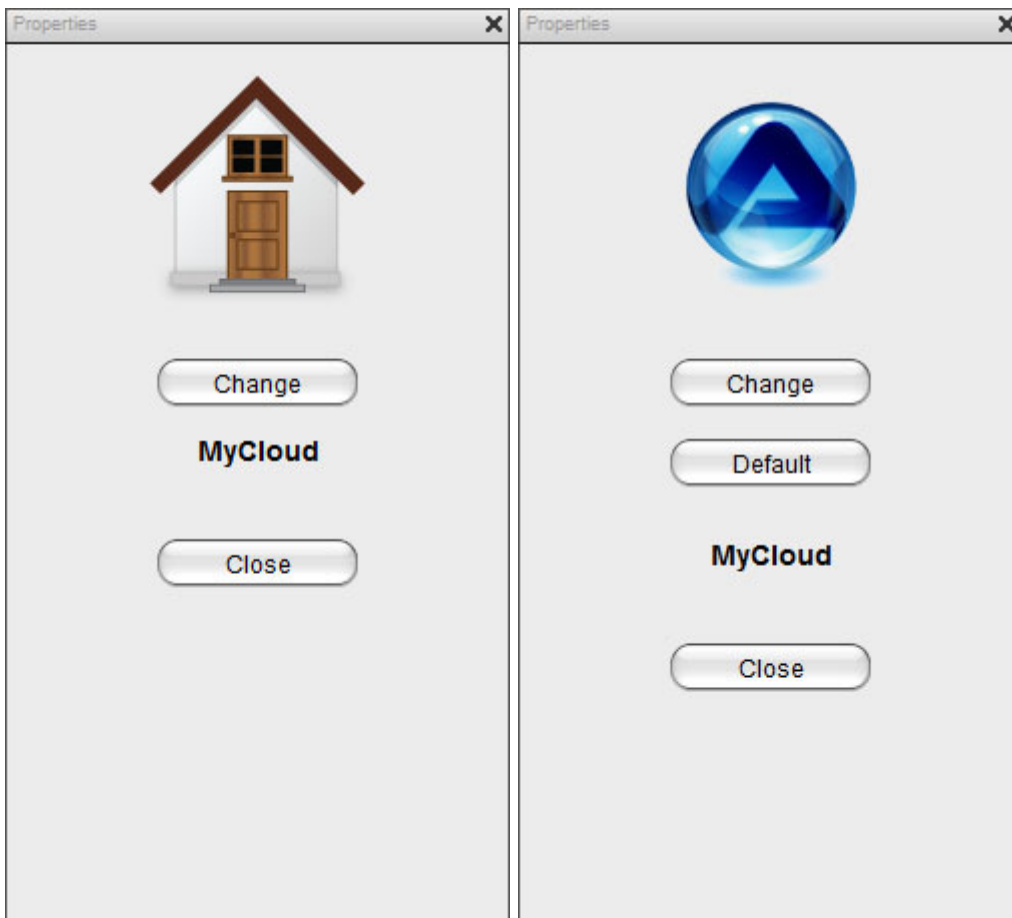 Properties
Change
MyCloud
Close
Properties
Change
Default
MyCloud
Close